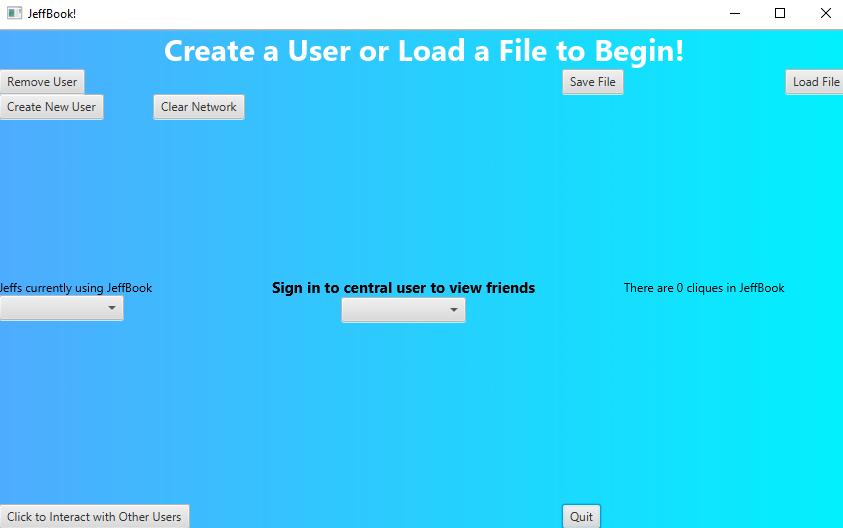 JeffBook!
Create a User or Load a File to Begin!
Remove User
Save File
Load File
Create New User
Clear Network
Jeffs currently using JeffBook
Sign in to central user to view friends
There are 0 cliques in JeffBook
Click to Interact with Other Users
Quit